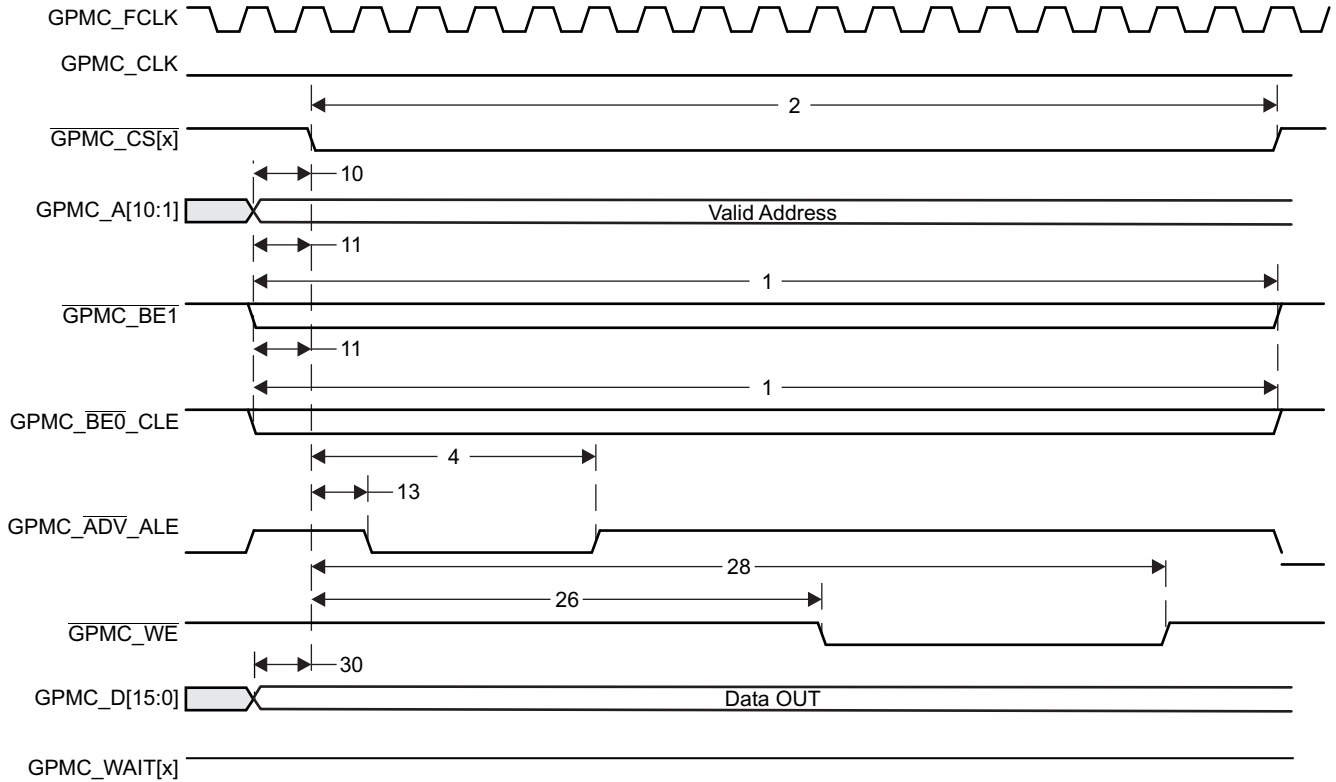 GPMC_FCLK
GPMC_CLK
2
GPMC_CS[x]
10
GPMC_A[10:1]
Valid Address
11
1
GPMC_BE1
11
1
GPMC_BE0_CLE
4
13
GPMC_ADV_ALE
28
26
GPMC_WE
30
GPMC_D[15:0]
Data OUT
GPMC_WAIT[x]